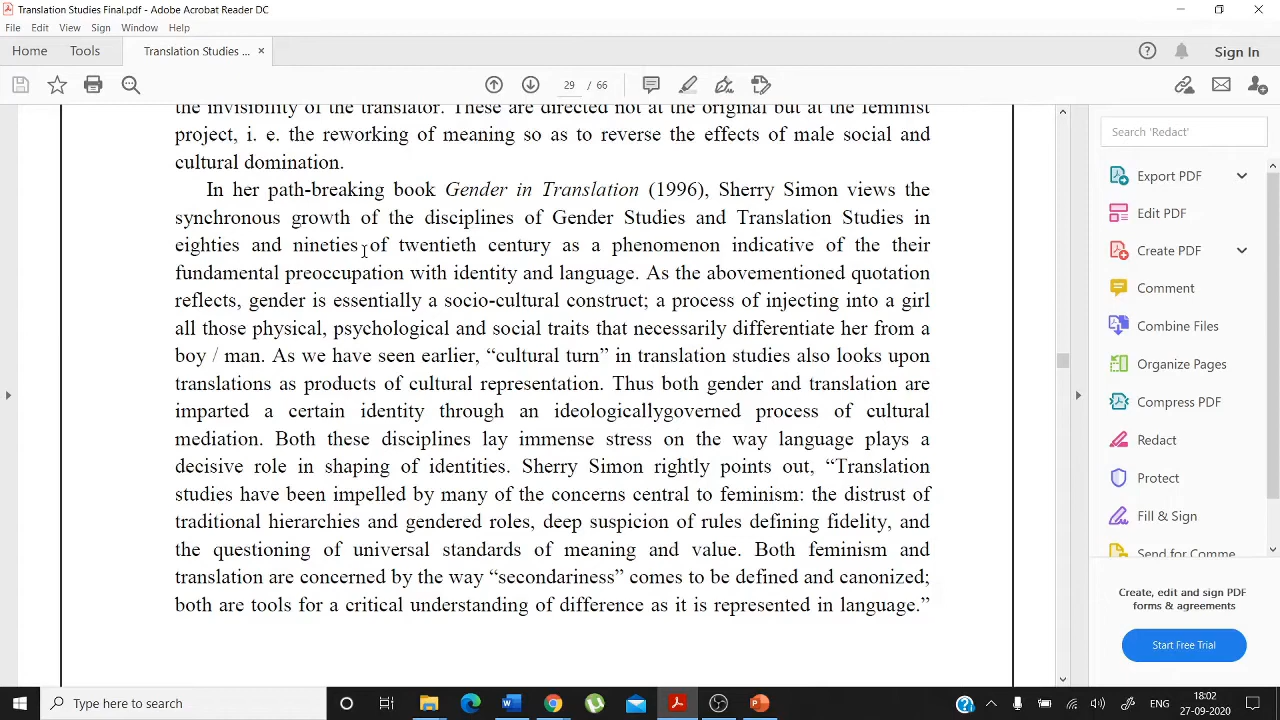 Translation Studies Final.pdf - Adobe Acrobat Reader DC
File Edit View Sign Window Help
Home Tools Translation Studies ... × Sign In
29 / 66
the invisibility of the translator. These are directed not at the original but at the feminist
project, i. e. the reworking of meaning so as to reverse the effects of male social and
cultural domination.
In her path-breaking book Gender in Translation (1996), Sherry Simon views the
synchronous growth of the disciplines of Gender Studies and Translation Studies in
eighties and nineties of twentieth century as a phenomenon indicative of the their
fundamental preoccupation with identity and language. As the abovementioned quotation
reflects, gender is essentially a socio-cultural construct; a process of injecting into a girl
all those physical, psychological and social traits that necessarily differentiate her from a
boy / man. As we have seen earlier, “cultural turn” in translation studies also looks upon
translations as products of cultural representation. Thus both gender and translation are
imparted a certain identity through an ideologicallygoverned process of cultural
mediation. Both these disciplines lay immense stress on the way language plays a
decisive role in shaping of identities. Sherry Simon rightly points out, “Translation
studies have been impelled by many of the concerns central to feminism: the distrust of
traditional hierarchies and gendered roles, deep suspicion of rules defining fidelity, and
the questioning of universal standards of meaning and value. Both feminism and
translation are concerned by the way “secondariness” comes to be defined and canonized;
both are tools for a critical understanding of difference as it is represented in language.”
Search 'Redact'
Export PDF
Edit PDF
Create PDF
Comment
Combine Files
Organize Pages
Compress PDF
Redact
Protect
Fill & Sign
Send for Comme
Create, edit and sign PDF
forms & agreements
Start Free Trial
Type here to search
ENG
18:02
27-09-2020